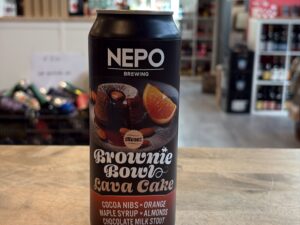 NEPO
BREWING
Brownie
Bowl
Lava Cake
COCOA NIBS × ORANGE
MAPLE SYRUP × ALMONDS
CHOCOLATE MILK STOUT